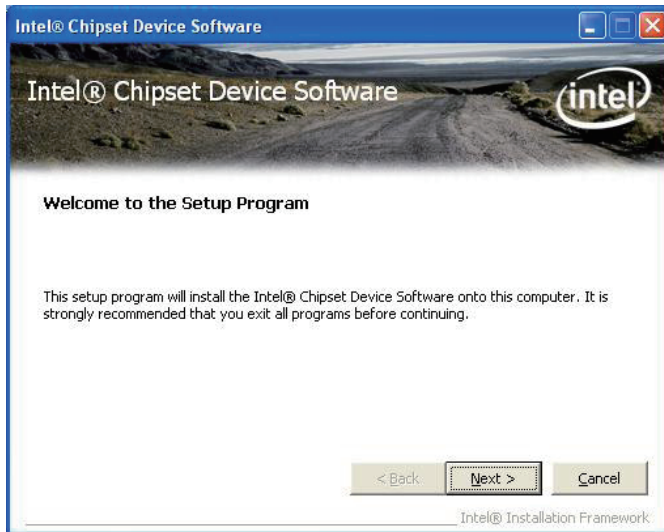 Intel® Chipset Device Software
Intel® Chipset Device Software
intel
Welcome to the Setup Program
This setup program will install the Intel® Chipset Device Software onto this computer. It is
strongly recommended that you exit all programs before continuing.
< Back
Next >
Cancel
Intel® Installation Framework